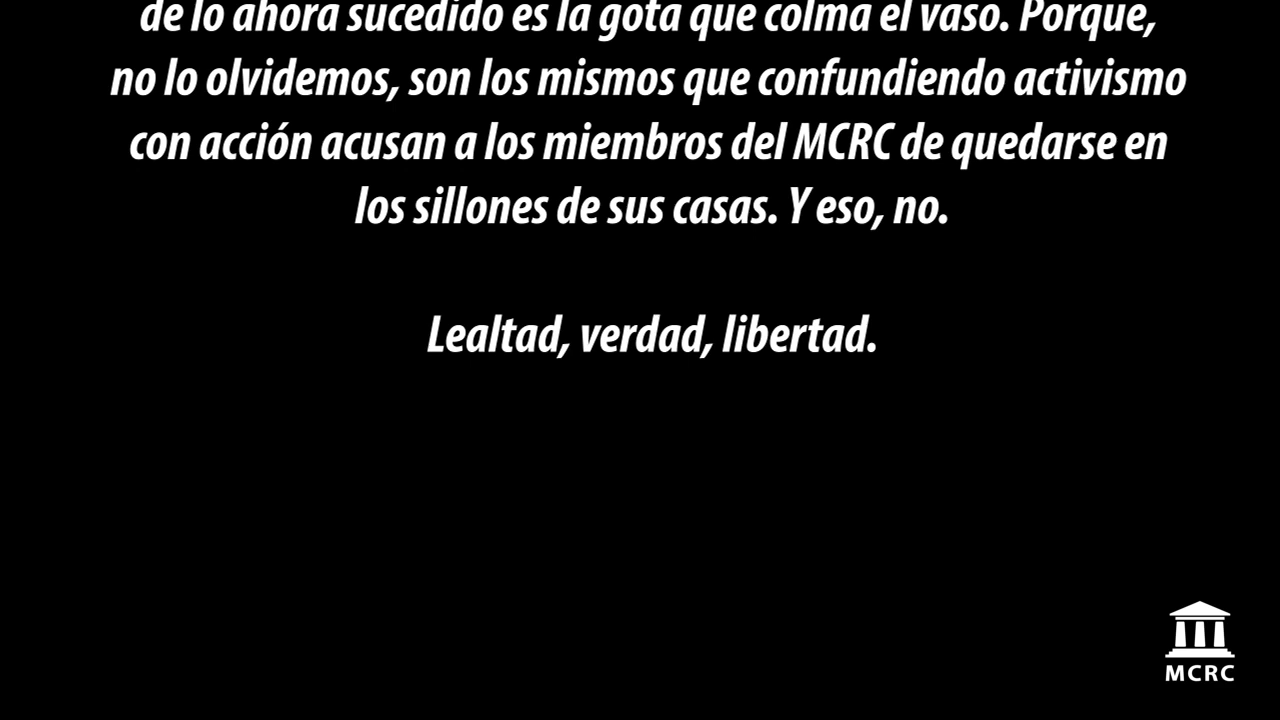 de lo ahora sucedido es la gota que colma el vaso. Porque,
no lo olvidemos, son los mismos que confundiendo activismo
con acción acusan a los miembros del MCRC de quedarse en
los sillones de sus casas. Y eso, no.
Lealtad, verdad, libertad.
MCRC